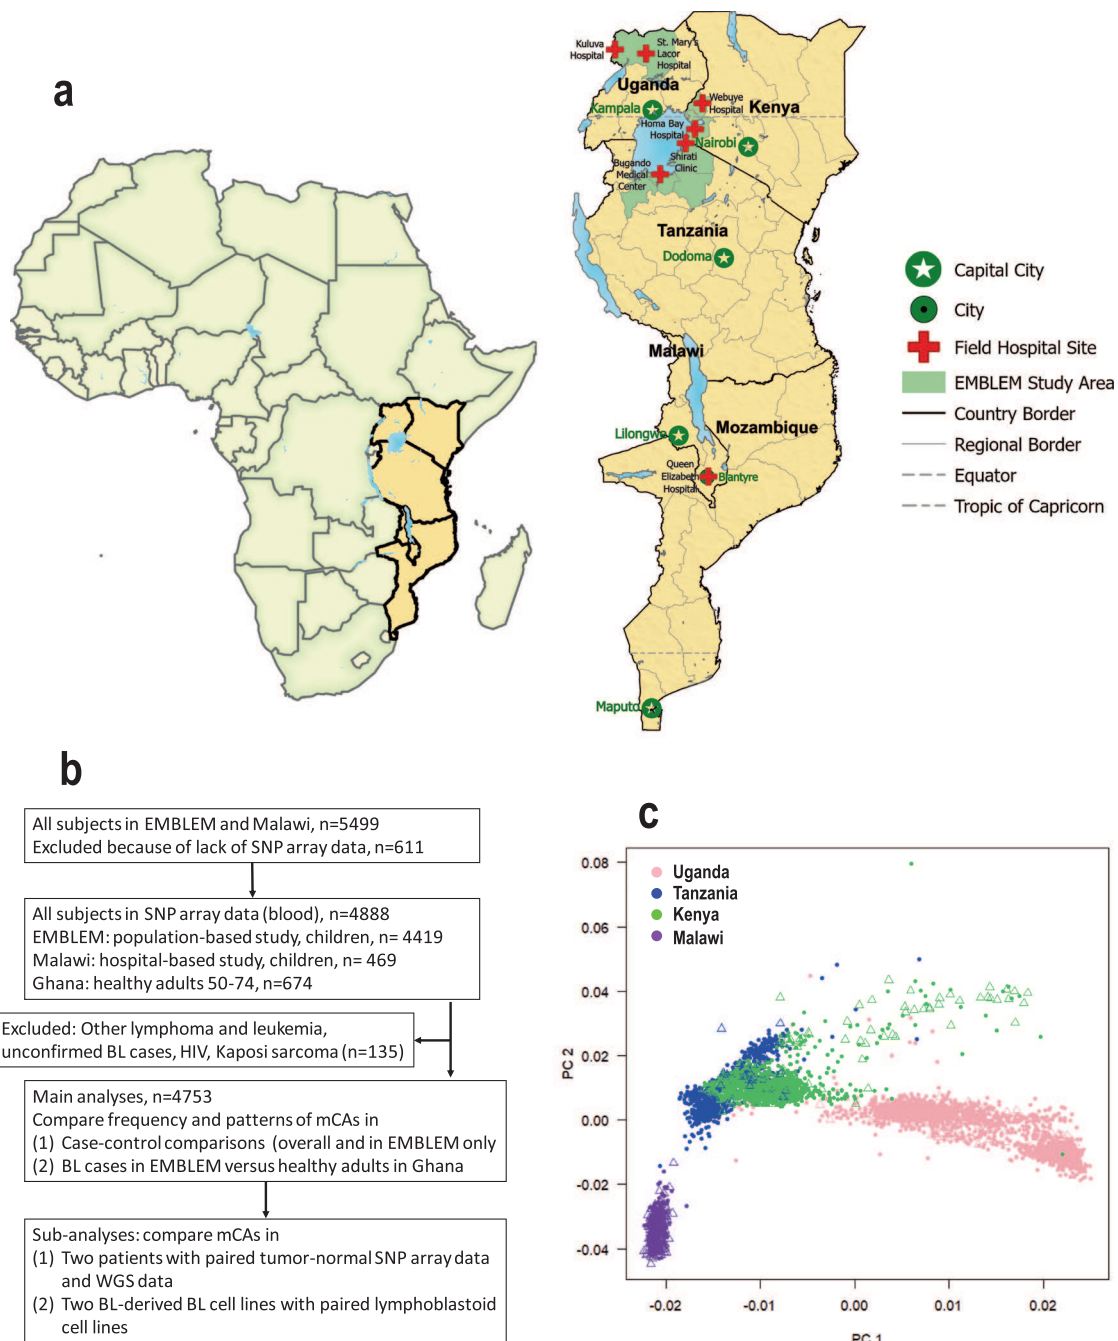 a
Kuluva
Hospital
St. Mary's
Lacor
Hospital
Uganda
Kampala
Webuye
Hospital
Kenya
Homa Bay
Hospital
Nairobi
Shirati
Clinic
Bugando
Medical
Center
Tanzania
Dodoma
Malawi
Mozambique
Lilongwe
Queen
Elizabeth
Hospital
Blantyre
Maputo
Capital City
City
Field Hospital Site
EMBLEM Study Area
Country Border
Regional Border
Equator
Tropic of Capricorn
b
All subjects in EMBLEM and Malawi, n=5499
Excluded because of lack of SNP array data, n=611
All subjects in SNP array data (blood), n=4888
EMBLEM: population-based study, children, n= 4419
Malawi: hospital-based study, children, n= 469
Ghana: healthy adults 50-74, n=674
Excluded: Other lymphoma and leukemia,
unconfirmed BL cases, HIV, Kaposi sarcoma (n=135)
Main analyses, n=4753
Compare frequency and patterns of mCAs in
(1) Case-control comparisons (overall and in EMBLEM only
(2) BL cases in EMBLEM versus healthy adults in Ghana
Sub-analyses: compare mCAs in
(1) Two patients with paired tumor-normal SNP array data
and WGS data
(2) Two BL-derived BL cell lines with paired lymphoblastoid
cell lines
c
Uganda
Tanzania
Kenya
Malawi
0.08
0.06
0.04
0.02
0.00
-0.02
-0.04
PC 2
-0.02
-0.01
0.00
0.01
0.02
PC 1